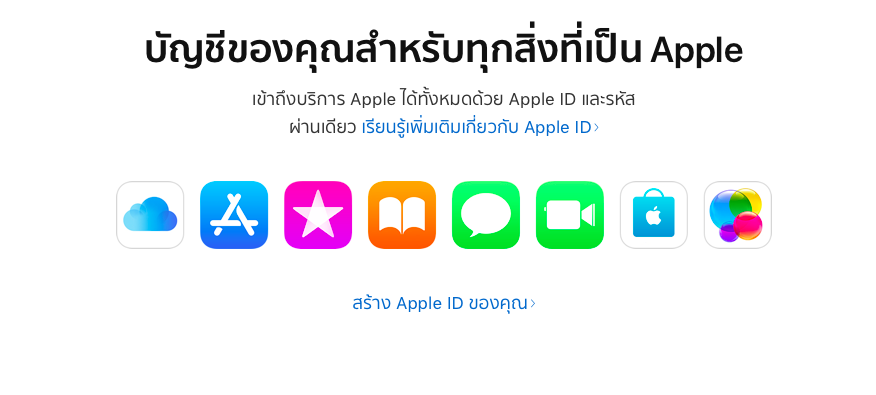 บัญชีของคุณสำหรับทุกสิ่งที่เป็น Apple
เข้าถึงบริการ Apple ได้ทั้งหมดด้วย Apple ID และรหัส
ผ่านเดียว เรียนรู้เพิ่มเติมเกี่ยวกับ Apple ID
สร้าง Apple ID ของคุณ